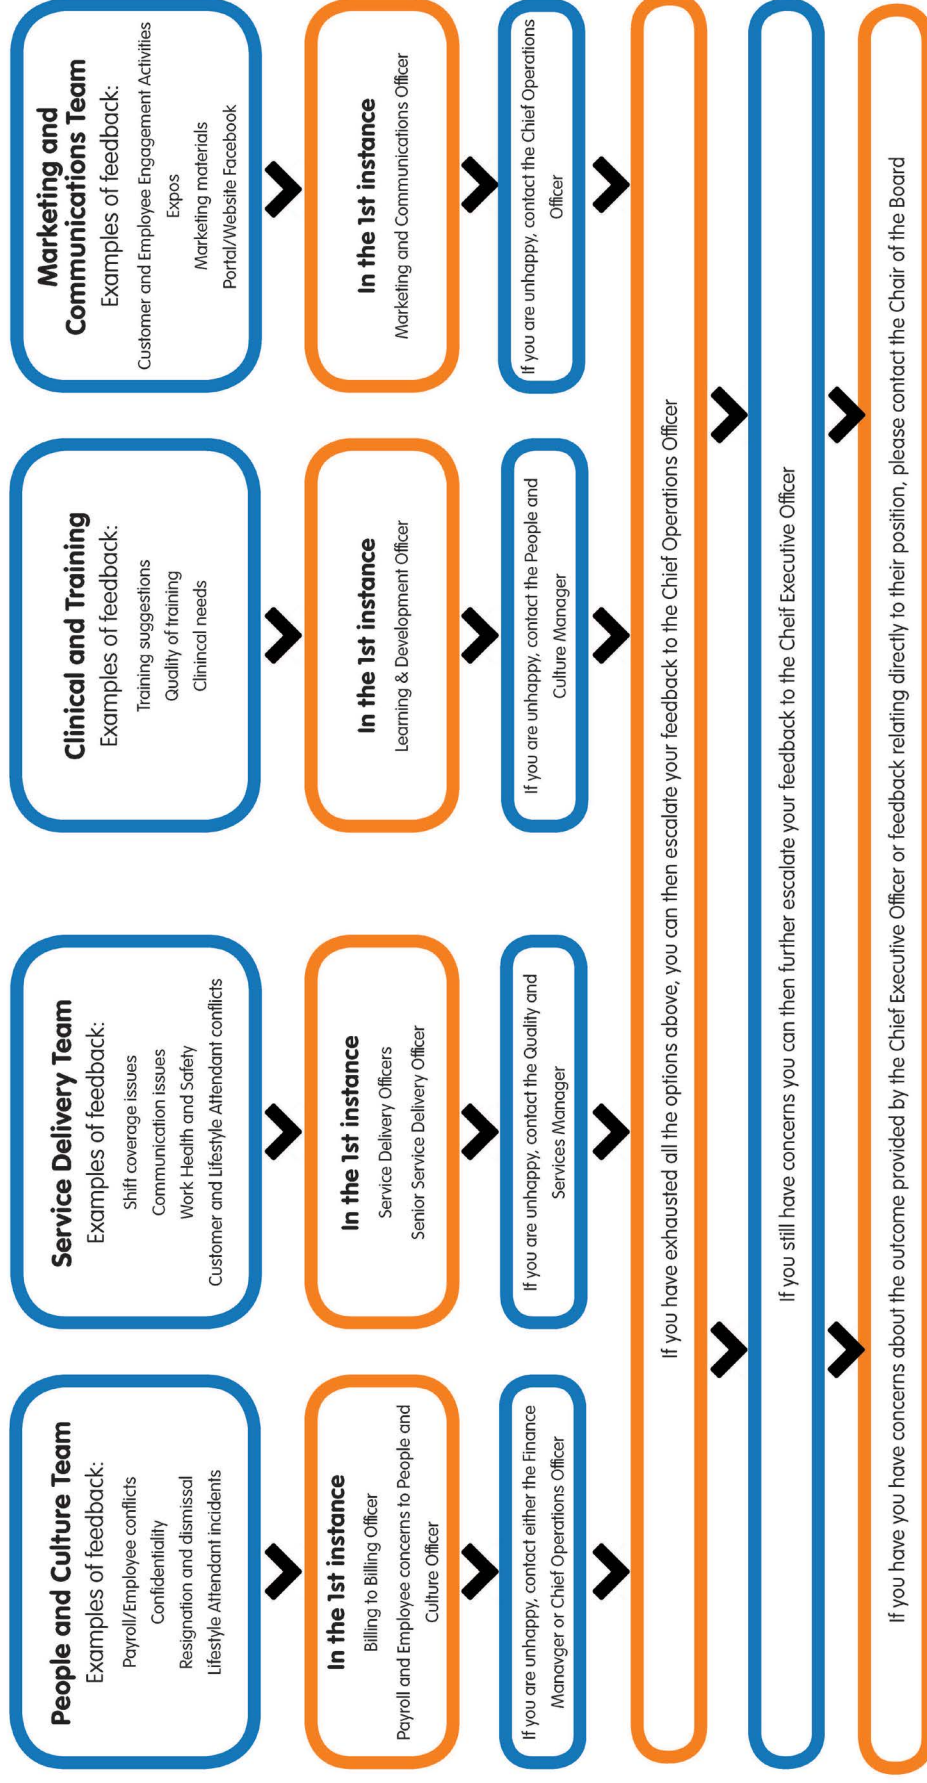 People and Culture Team
Examples of feedback:
Payroll/Employee conflicts
Confidentiality
Resignation and dismissal
Lifestyle Attendant incidents
In the 1st instance
Billing to Billing Officer
Payroll and Employee concerns to People and
Culture Officer
If you are unhappy, contact either the Finance
Manavger or Chief Operations Officer
Service Delivery Team
Examples of feedback:
Shift coverage issues
Communication issues
Work Health and Safety
Customer and Lifestyle Attendant conflicts
In the 1st instance
Service Delivery Officers
Senior Service Delivery Officer
If you are unhappy, contact the Quality and
Services Manager
Clinical and Training
Examples of feedback:
Training suggestions
Quality of training
Clinincal needs
In the 1st instance
Learning & Development Officer
If you are unhappy, contact the People and
Culture Manager
Marketing and
Communications Team
Examples of feedback:
Customer and Employee Engagement Activities
Expos
Marketing materials
Portal/Website Facebook
In the 1st instance
Marketing and Communications Officer
If you are unhappy, contact the Chief Operations
Officer
If you have exhausted all the options above, you can then escalate your feedback to the Chief Operations Officer
If you still have concerns you can then further escalate your feedback to the Cheif Executive Officer
If you have you have concerns about the outcome provided by the Chief Executive Officer or feedback relating directly to their position, please contact the Chair of the Board